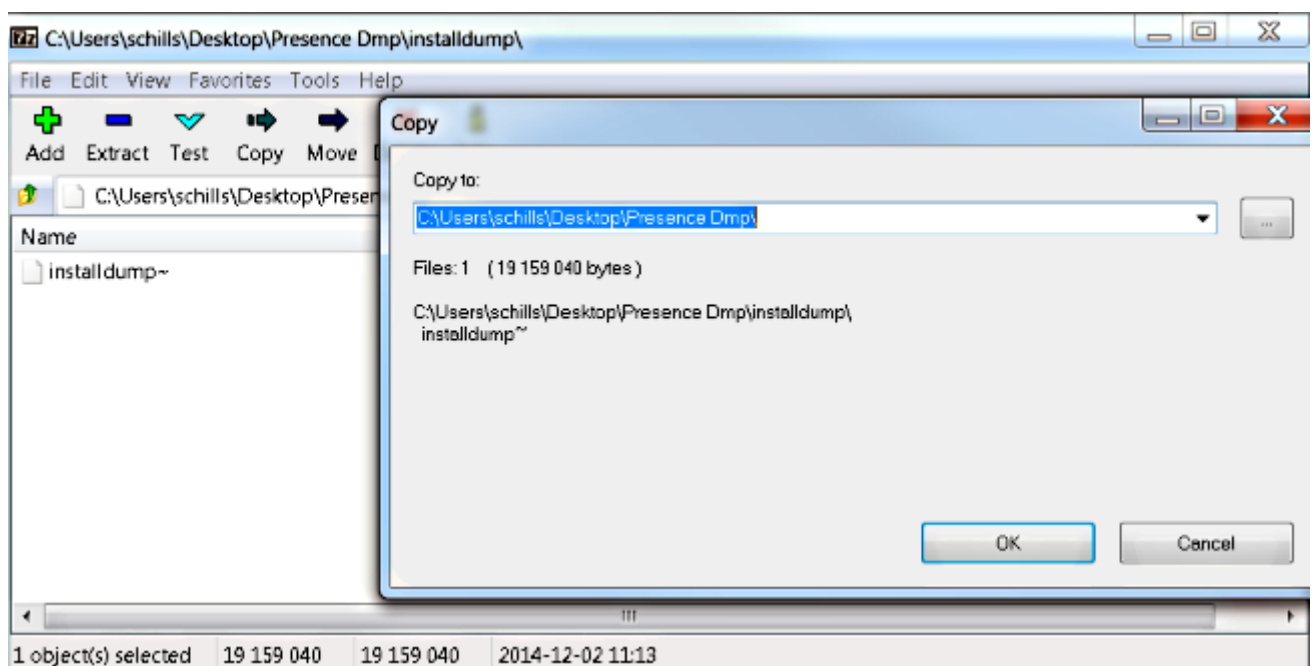 C:\Users\schills\Desktop\Presence Dmp\installdump\
File Edit View Favorites Tools Help
Copy
Add Extract Test Copy Move
Copy to:
C:\Users\schills\Desktop\Presen
C:\Users\schills\Desktop\Presence Dmp\
...
Name
Files: 1 ( 19 159 040 bytes )
installdump~
C:\Users\schills\Desktop\Presence Dmp\installdump\
installdump~
OK Cancel
1 object(s) selected 19 159 040 19 159 040 2014-12-02 11:13